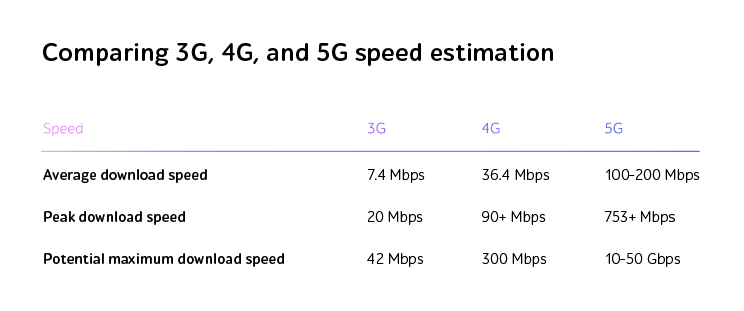 Comparing 3G, 4G, and 5G speed estimation
Speed 3G 4G 5G
Average download speed 7.4 Mbps 36.4 Mbps 100-200 Mbps
Peak download speed 20 Mbps 90+ Mbps 753+ Mbps
Potential maximum download speed 42 Mbps 300 Mbps 10-50 Gbps